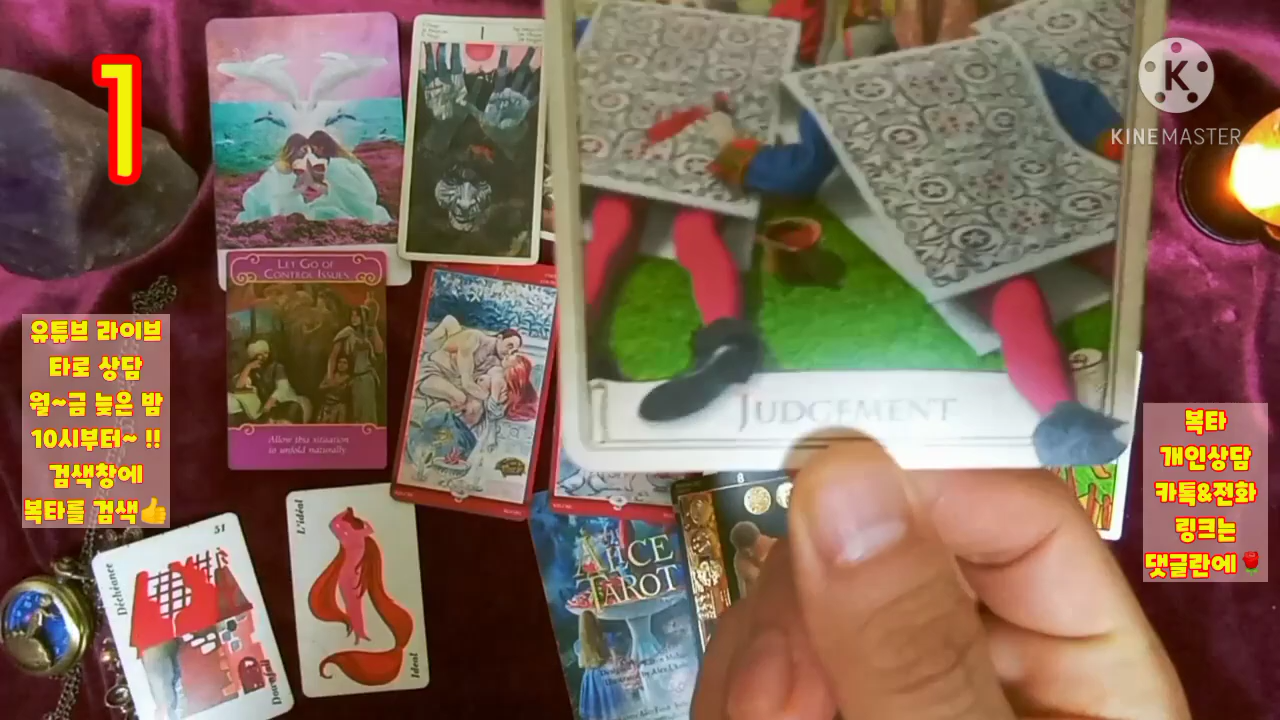 1
유튜브 라이브
타로 상담
월~금 늦은 밤
10시부터~ !!
검색창에
복타를 검색👍
LET GO OF
CONTROL ISSUES
Allow this situation
to unfold naturally.
51
Déchéance
Downfall
L'idéal
Ideal
ALICE
TAROT
8
JUDGEMENT
K
KINEMASTER
복타
개인상담
카톡&전화
링크는
댓글란에🌹